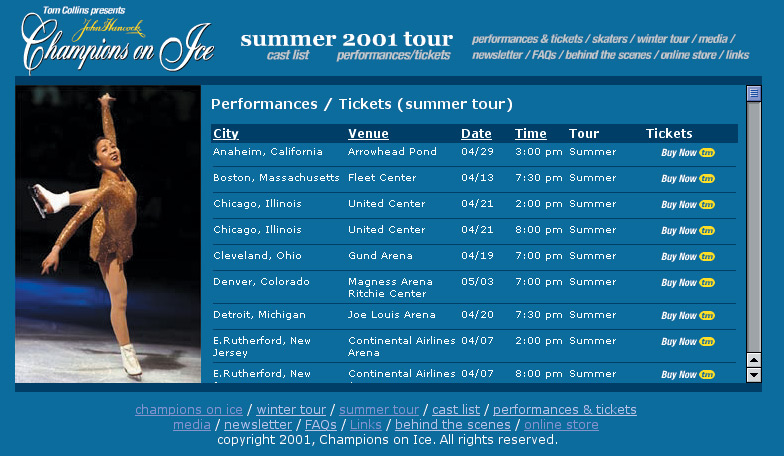 Tom Collins presents
John Hancock
Champions on Ice
summer 2001 tour
cast list performances/tickets
performances & tickets / skaters / winter tour / media /
newsletter / FAQs / behind the scenes / online store / links
Performances / Tickets (summer tour)
City Venue Date Time Tour Tickets
Anaheim, California Arrowhead Pond 04/29 3:00 pm Summer Buy Now tm
Boston, Massachusetts Fleet Center 04/13 7:30 pm Summer Buy Now tm
Chicago, Illinois United Center 04/21 2:00 pm Summer Buy Now tm
Chicago, Illinois United Center 04/21 8:00 pm Summer Buy Now tm
Cleveland, Ohio Gund Arena 04/19 7:00 pm Summer Buy Now tm
Denver, Colorado Magness Arena 05/03 7:00 pm Summer Buy Now tm
Ritchie Center
Detroit, Michigan Joe Louis Arena 04/20 7:30 pm Summer Buy Now tm
E.Rutherford, New Continental Airlines 04/07 2:00 pm Summer Buy Now tm
Jersey Arena
E.Rutherford, New Continental Airlines 04/07 8:00 pm Summer Buy Now tm
champions on ice / winter tour / summer tour / cast list / performances & tickets
media / newsletter / FAQs / Links / behind the scenes / online store
copyright 2001, Champions on Ice. All rights reserved.